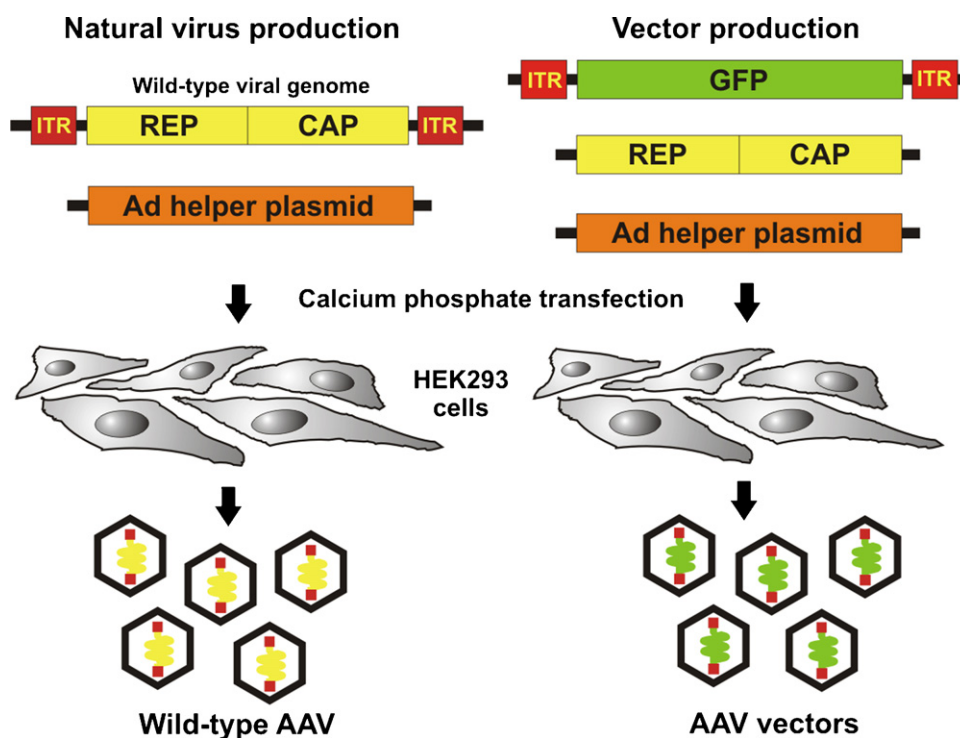 Natural virus production
Wild-type viral genome
ITR REP CAP ITR
Ad helper plasmid
Vector production
ITR GFP ITR
REP CAP
Ad helper plasmid
Calcium phosphate transfection
HEK293
cells
Wild-type AAV
AAV vectors